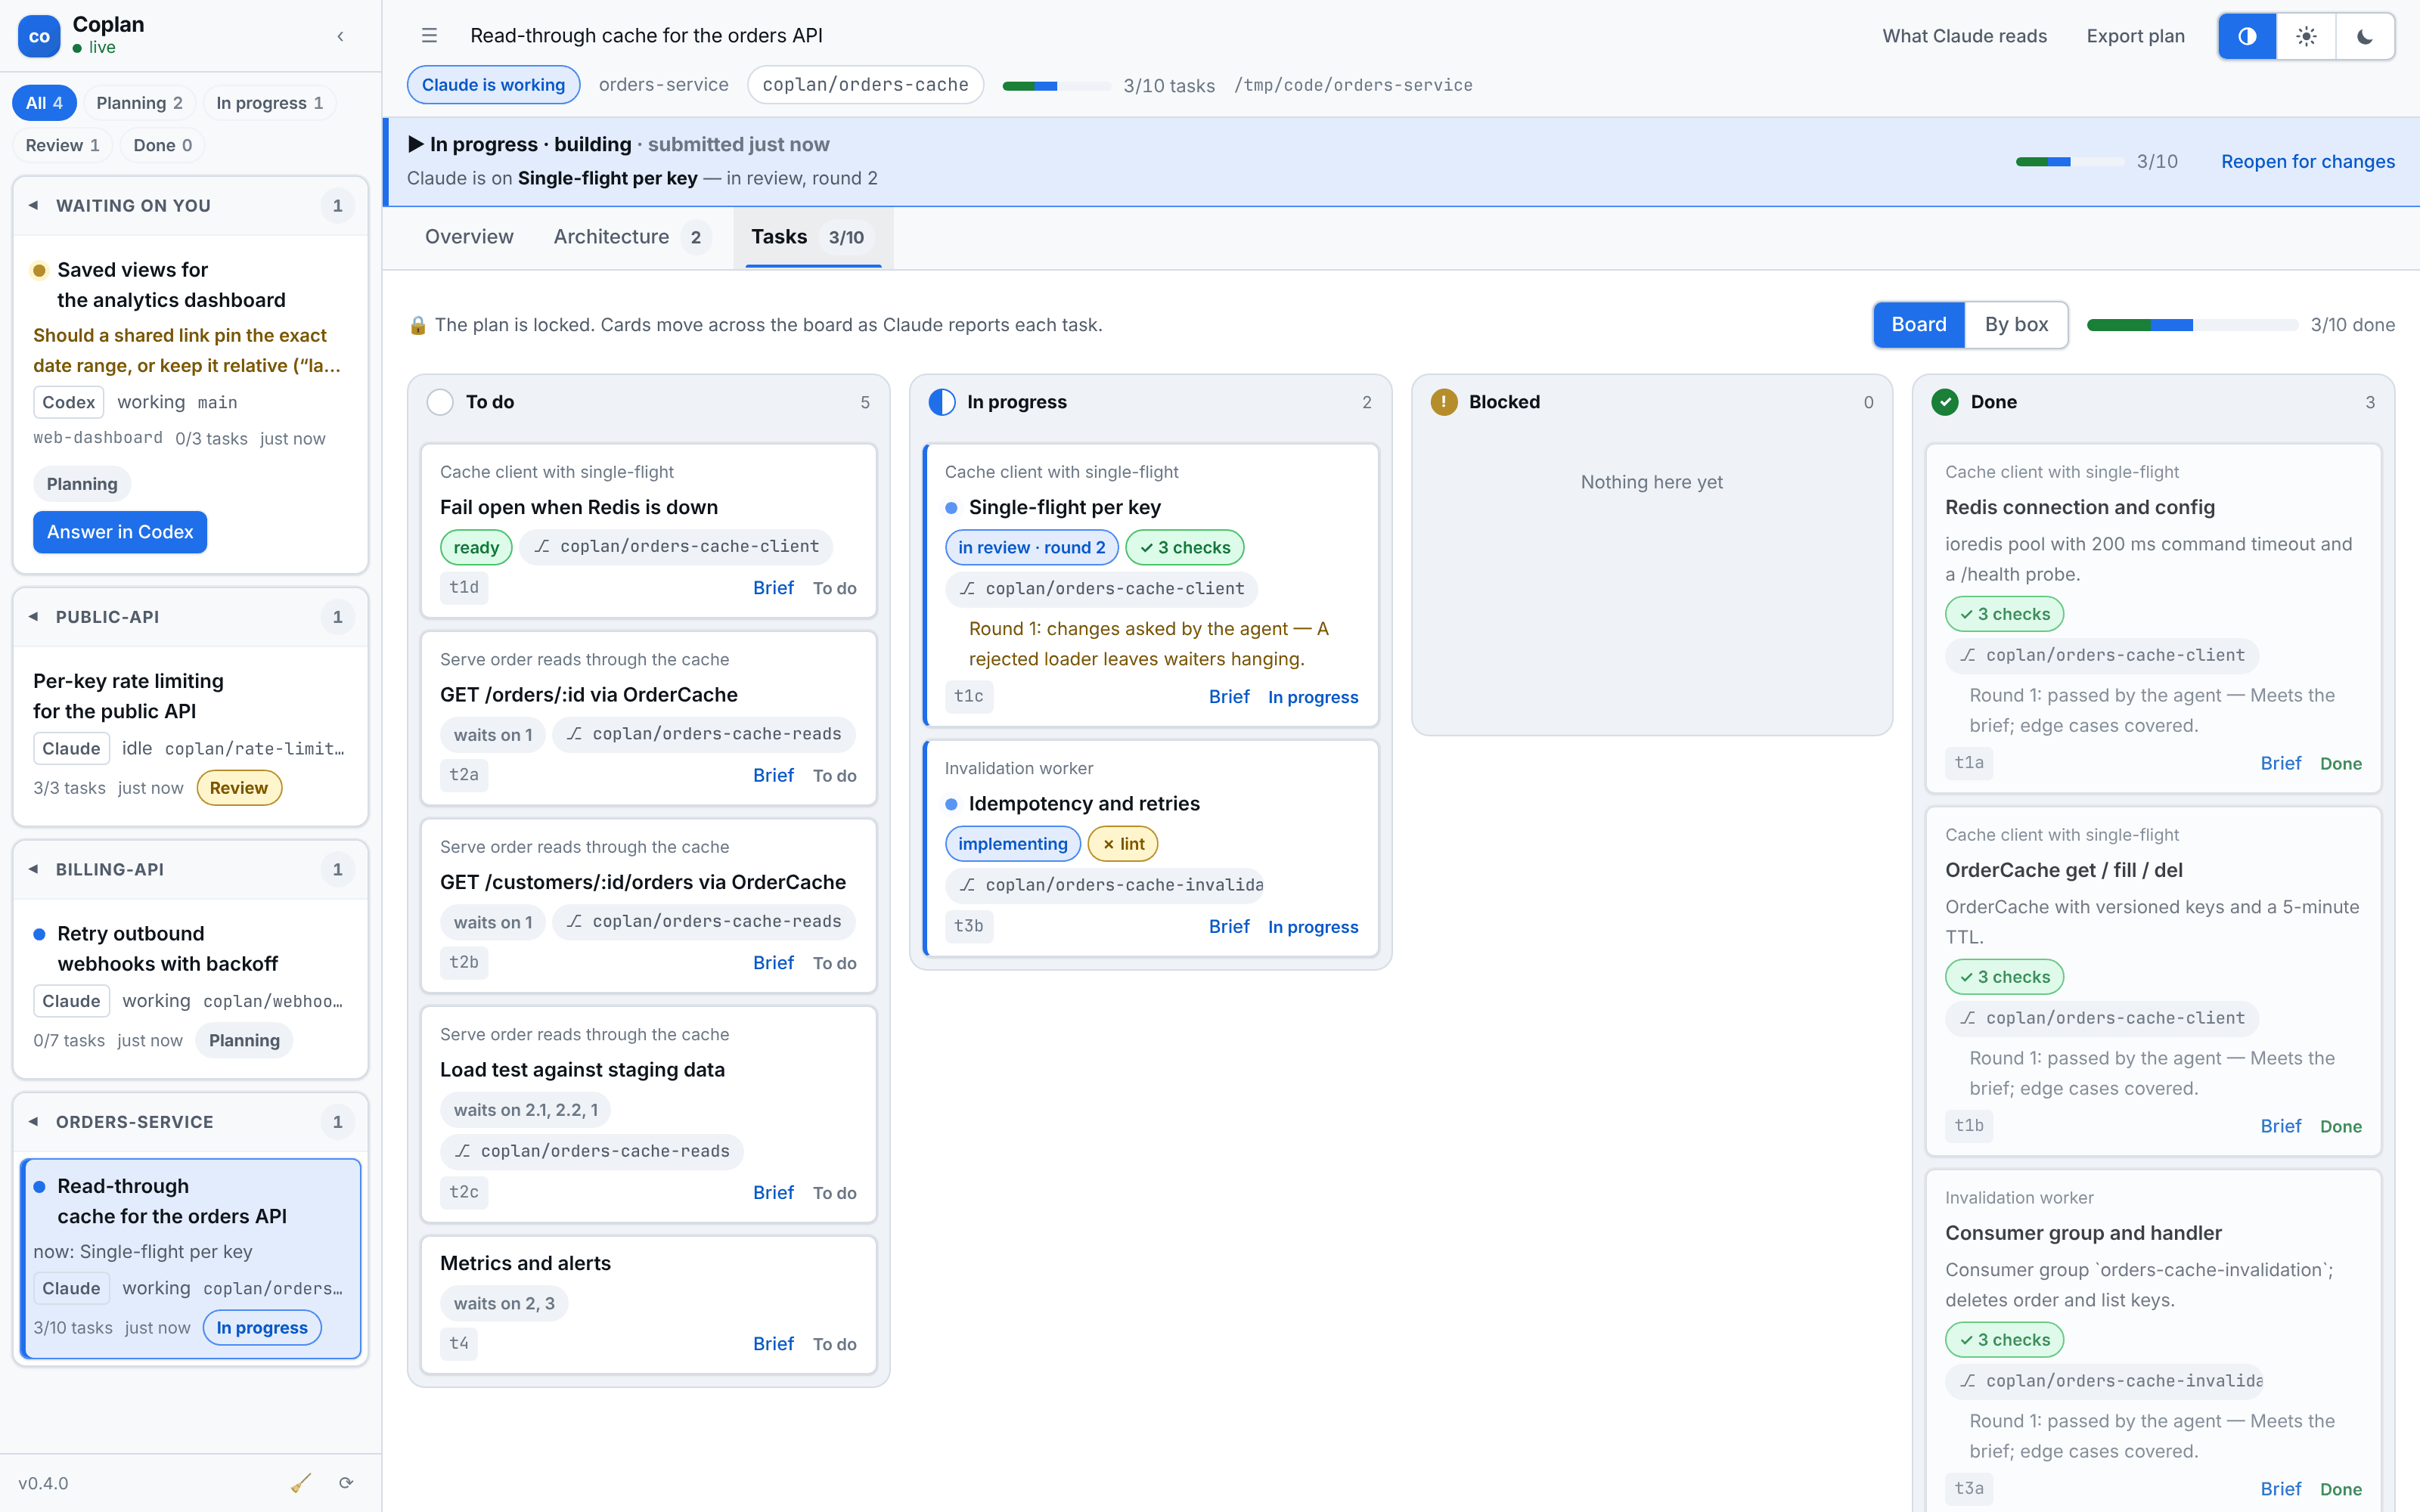 co
Coplan
live
All 4
Planning 2
In progress 1
Review 1
Done 0
WAITING ON YOU
1
Saved views for
the analytics dashboard
Should a shared link pin the exact
date range, or keep it relative (“la…
Codex working main
web-dashboard 0/3 tasks just now
Planning
Answer in Codex
PUBLIC-API
1
Per-key rate limiting
for the public API
Claude idle coplan/rate-limit…
3/3 tasks just now Review
BILLING-API
1
Retry outbound
webhooks with backoff
Claude working coplan/webhoo…
0/7 tasks just now Planning
ORDERS-SERVICE
1
Read-through
cache for the orders API
now: Single-flight per key
Claude working coplan/orders…
3/10 tasks just now In progress
v0.4.0
Read-through cache for the orders API
What Claude reads
Export plan
Claude is working orders-service coplan/orders-cache 3/10 tasks /tmp/code/orders-service
In progress · building · submitted just now
Claude is on Single-flight per key — in review, round 2
3/10
Reopen for changes
Overview
Architecture 2
Tasks 3/10
The plan is locked. Cards move across the board as Claude reports each task.
Board
By box
3/10 done
To do 5
Cache client with single-flight
Fail open when Redis is down
ready coplan/orders-cache-client
t1d Brief To do
Serve order reads through the cache
GET /orders/:id via OrderCache
waits on 1 coplan/orders-cache-reads
t2a Brief To do
Serve order reads through the cache
GET /customers/:id/orders via OrderCache
waits on 1 coplan/orders-cache-reads
t2b Brief To do
Serve order reads through the cache
Load test against staging data
waits on 2.1, 2.2, 1
coplan/orders-cache-reads
t2c Brief To do
Metrics and alerts
waits on 2, 3
t4 Brief To do
In progress 2
Cache client with single-flight
Single-flight per key
in review · round 2 ✓ 3 checks
coplan/orders-cache-client
Round 1: changes asked by the agent — A
rejected loader leaves waiters hanging.
t1c Brief In progress
Invalidation worker
Idempotency and retries
implementing × lint
coplan/orders-cache-invalida
t3b Brief In progress
! Blocked 0
Nothing here yet
Done 3
Cache client with single-flight
Redis connection and config
ioredis pool with 200 ms command timeout and
a /health probe.
✓ 3 checks
coplan/orders-cache-client
Round 1: passed by the agent — Meets the
brief; edge cases covered.
t1a Brief Done
Cache client with single-flight
OrderCache get / fill / del
OrderCache with versioned keys and a 5-minute
TTL.
✓ 3 checks
coplan/orders-cache-client
Round 1: passed by the agent — Meets the
brief; edge cases covered.
t1b Brief Done
Invalidation worker
Consumer group and handler
Consumer group `orders-cache-invalidation`;
deletes order and list keys.
✓ 3 checks
coplan/orders-cache-invalida
Round 1: passed by the agent — Meets the
brief; edge cases covered.
t3a Brief Done